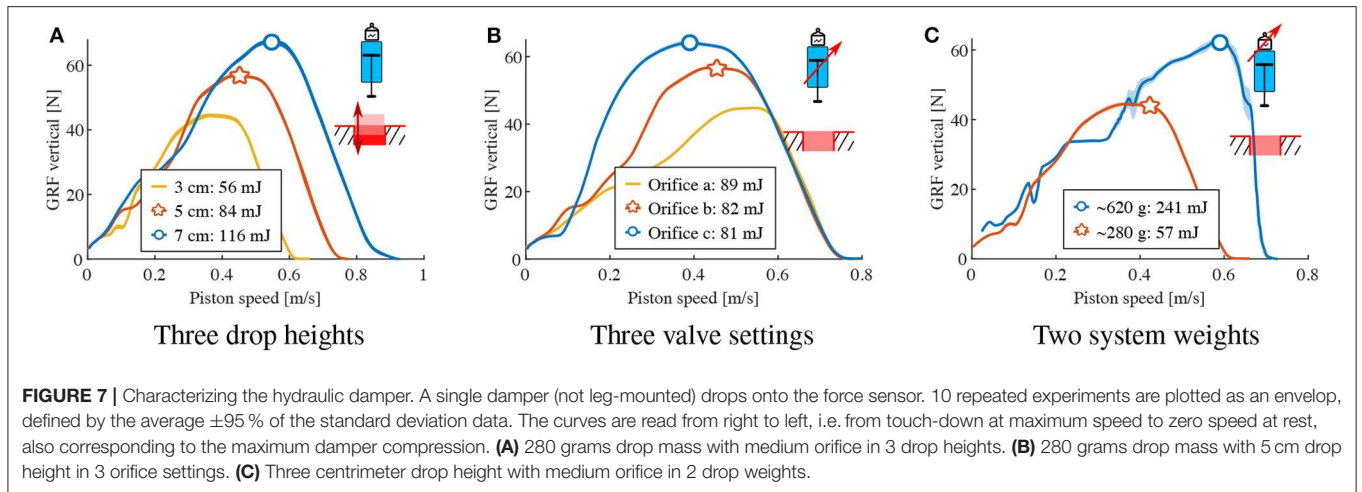 A
GRF vertical [N]
60
40
20
0
3 cm: 56 mJ
5 cm: 84 mJ
7 cm: 116 mJ
0 0.2 0.4 0.6 0.8 1
Piston speed [m/s]
Three drop heights
B
GRF vertical [N]
60
40
20
0
Orifice a: 89 mJ
Orifice b: 82 mJ
Orifice c: 81 mJ
0 0.2 0.4 0.6 0.8
Piston speed [m/s]
Three valve settings
C
GRF vertical [N]
60
40
20
0
~620 g: 241 mJ
~280 g: 57 mJ
0 0.2 0.4 0.6 0.8
Piston speed [m/s]
Two system weights
FIGURE 7 | Characterizing the hydraulic damper. A single damper (not leg-mounted) drops onto the force sensor. 10 repeated experiments are plotted as an envelop,
defined by the average ±95 % of the standard deviation data. The curves are read from right to left, i.e. from touch-down at maximum speed to zero speed at rest,
also corresponding to the maximum damper compression. (A) 280 grams drop mass with medium orifice in 3 drop heights. (B) 280 grams drop mass with 5 cm drop
height in 3 orifice settings. (C) Three centimeter drop height with medium orifice in 2 drop weights.